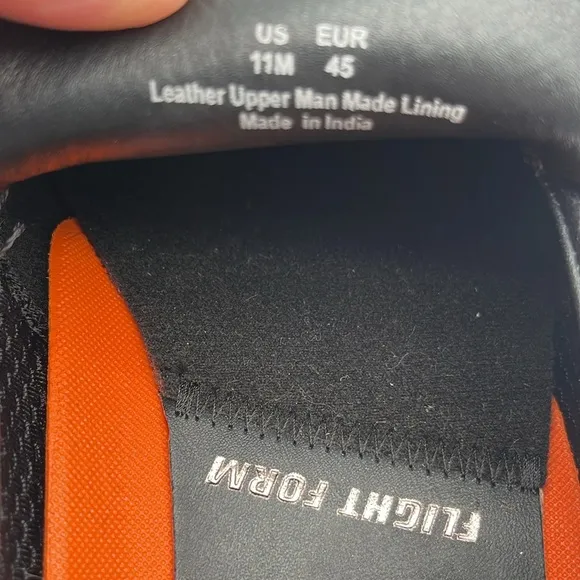 US EUR
11M 45
Leather Upper Man Made Lining
Made in India
FLIGHT FORM